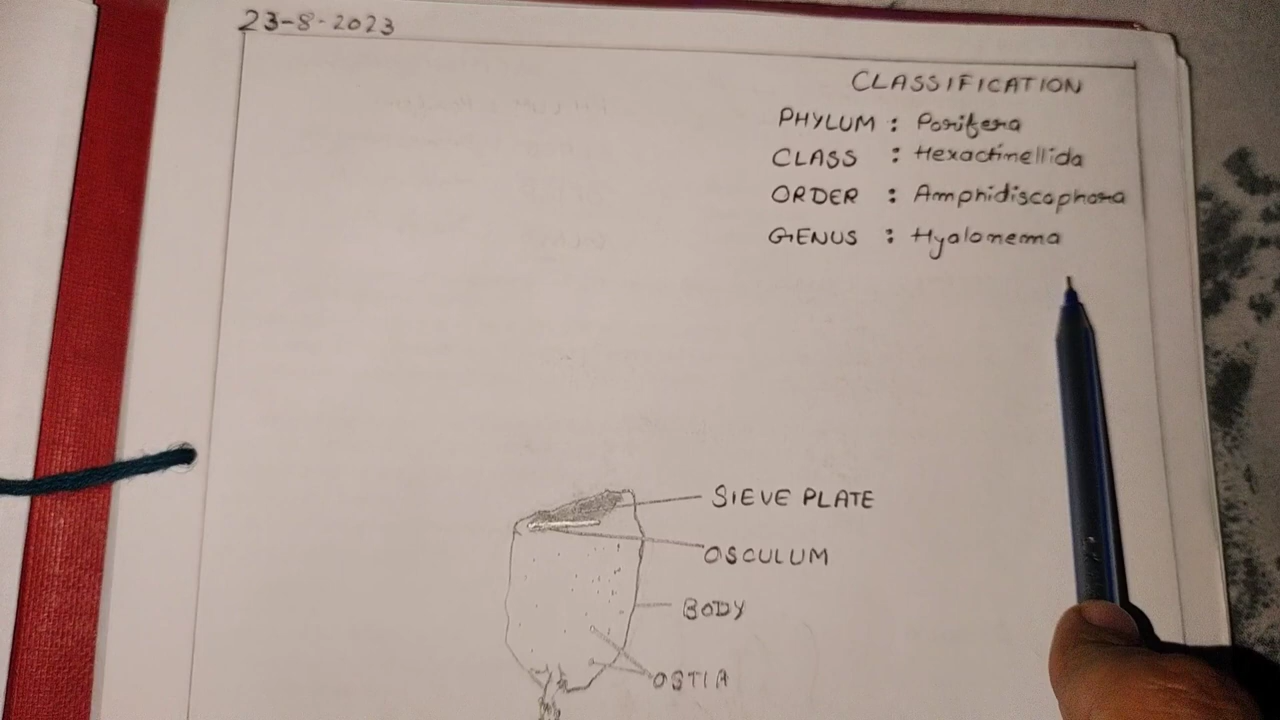 23-8-2023
CLASSIFICATION
PHYLUM : Porifera
CLASS : Hexactinellida
ORDER : Amphidiscophora
GENUS : Hyalonema
SIEVE PLATE
OSCULUM
BODY
OSTIA